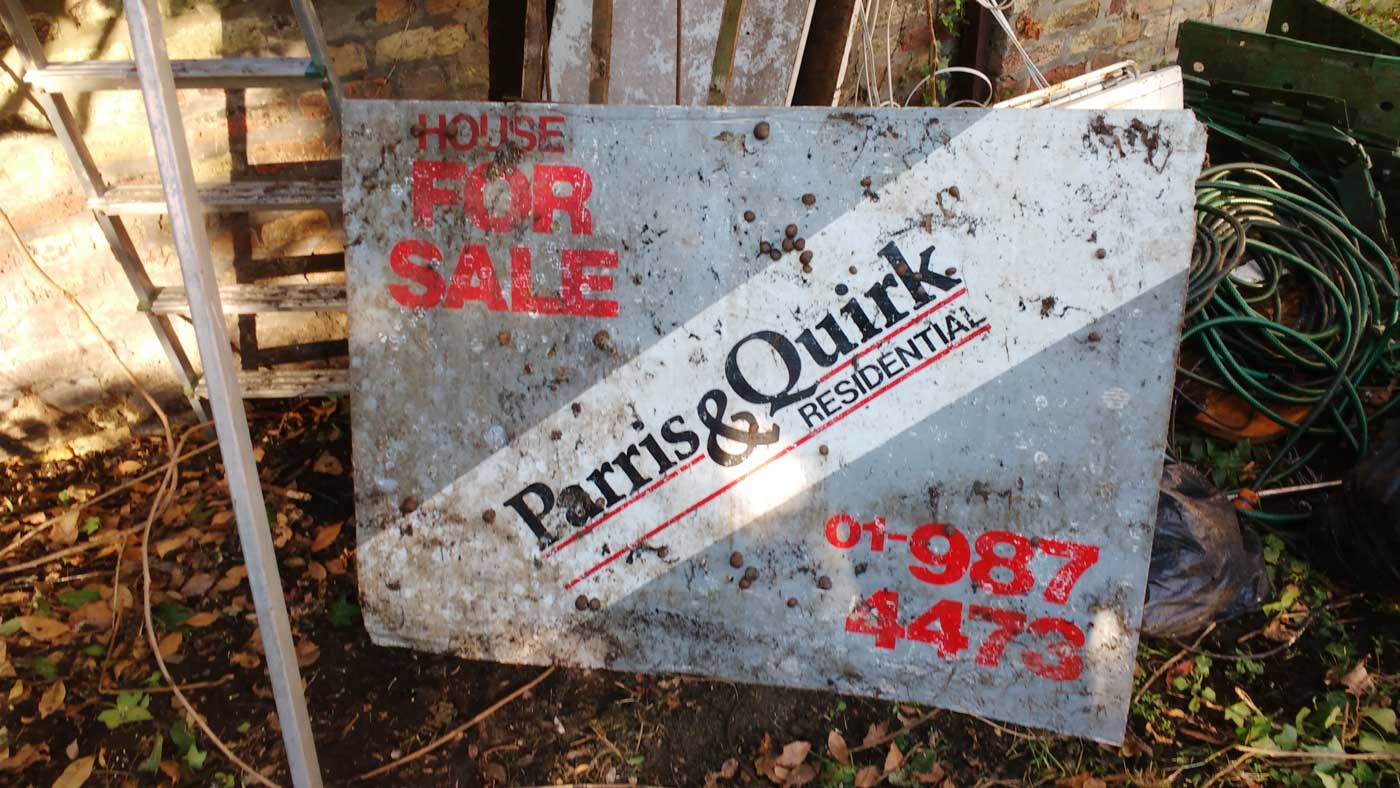 HOUSE
FOR
SALE
Parris & Quirk
RESIDENTIAL
01-987
4473